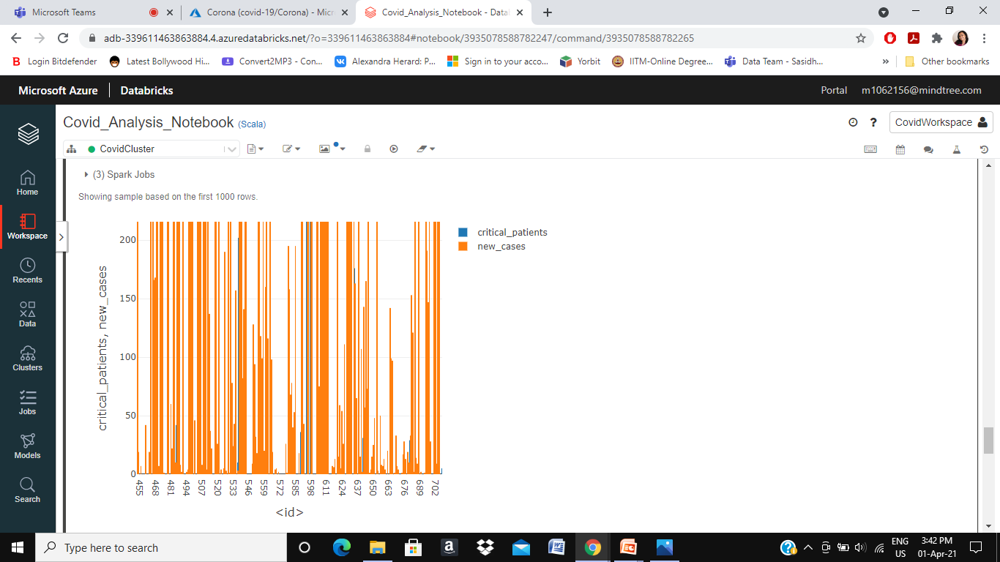 Microsoft Teams
Corona (covid-19/Corona) - Micr
Covid_Analysis_Notebook - Data
adb-339611463863884.4.azuredatabricks.net/?o=339611463863884#notebook/3935078588782247/command/3935078588782265
Login Bitdefender
Latest Bollywood Hi...
Convert2MP3 - Con...
Alexandra Herard: P...
Sign in to your acco...
Yorbit
IITM-Online Degree...
Data Team - Sasidh...
»
Other bookmarks
Microsoft Azure
Databricks
Portal
m1062156@mindtree.com
Covid_Analysis_Notebook (Scala)
?
CovidWorkspace
CovidCluster
(3) Spark Jobs
Showing sample based on the first 1000 rows.
Home
Workspace
Recents
Data
Clusters
Jobs
Models
Search
critical_patients
new_cases
critical_patients, new_cases
200
150
100
50
0
455 468 481 494 507 520 533 546 559 572 585 598 611 624 637 650 663 676 689 702
<id>
Type here to search
ENG
US
3:42 PM
01-Apr-21